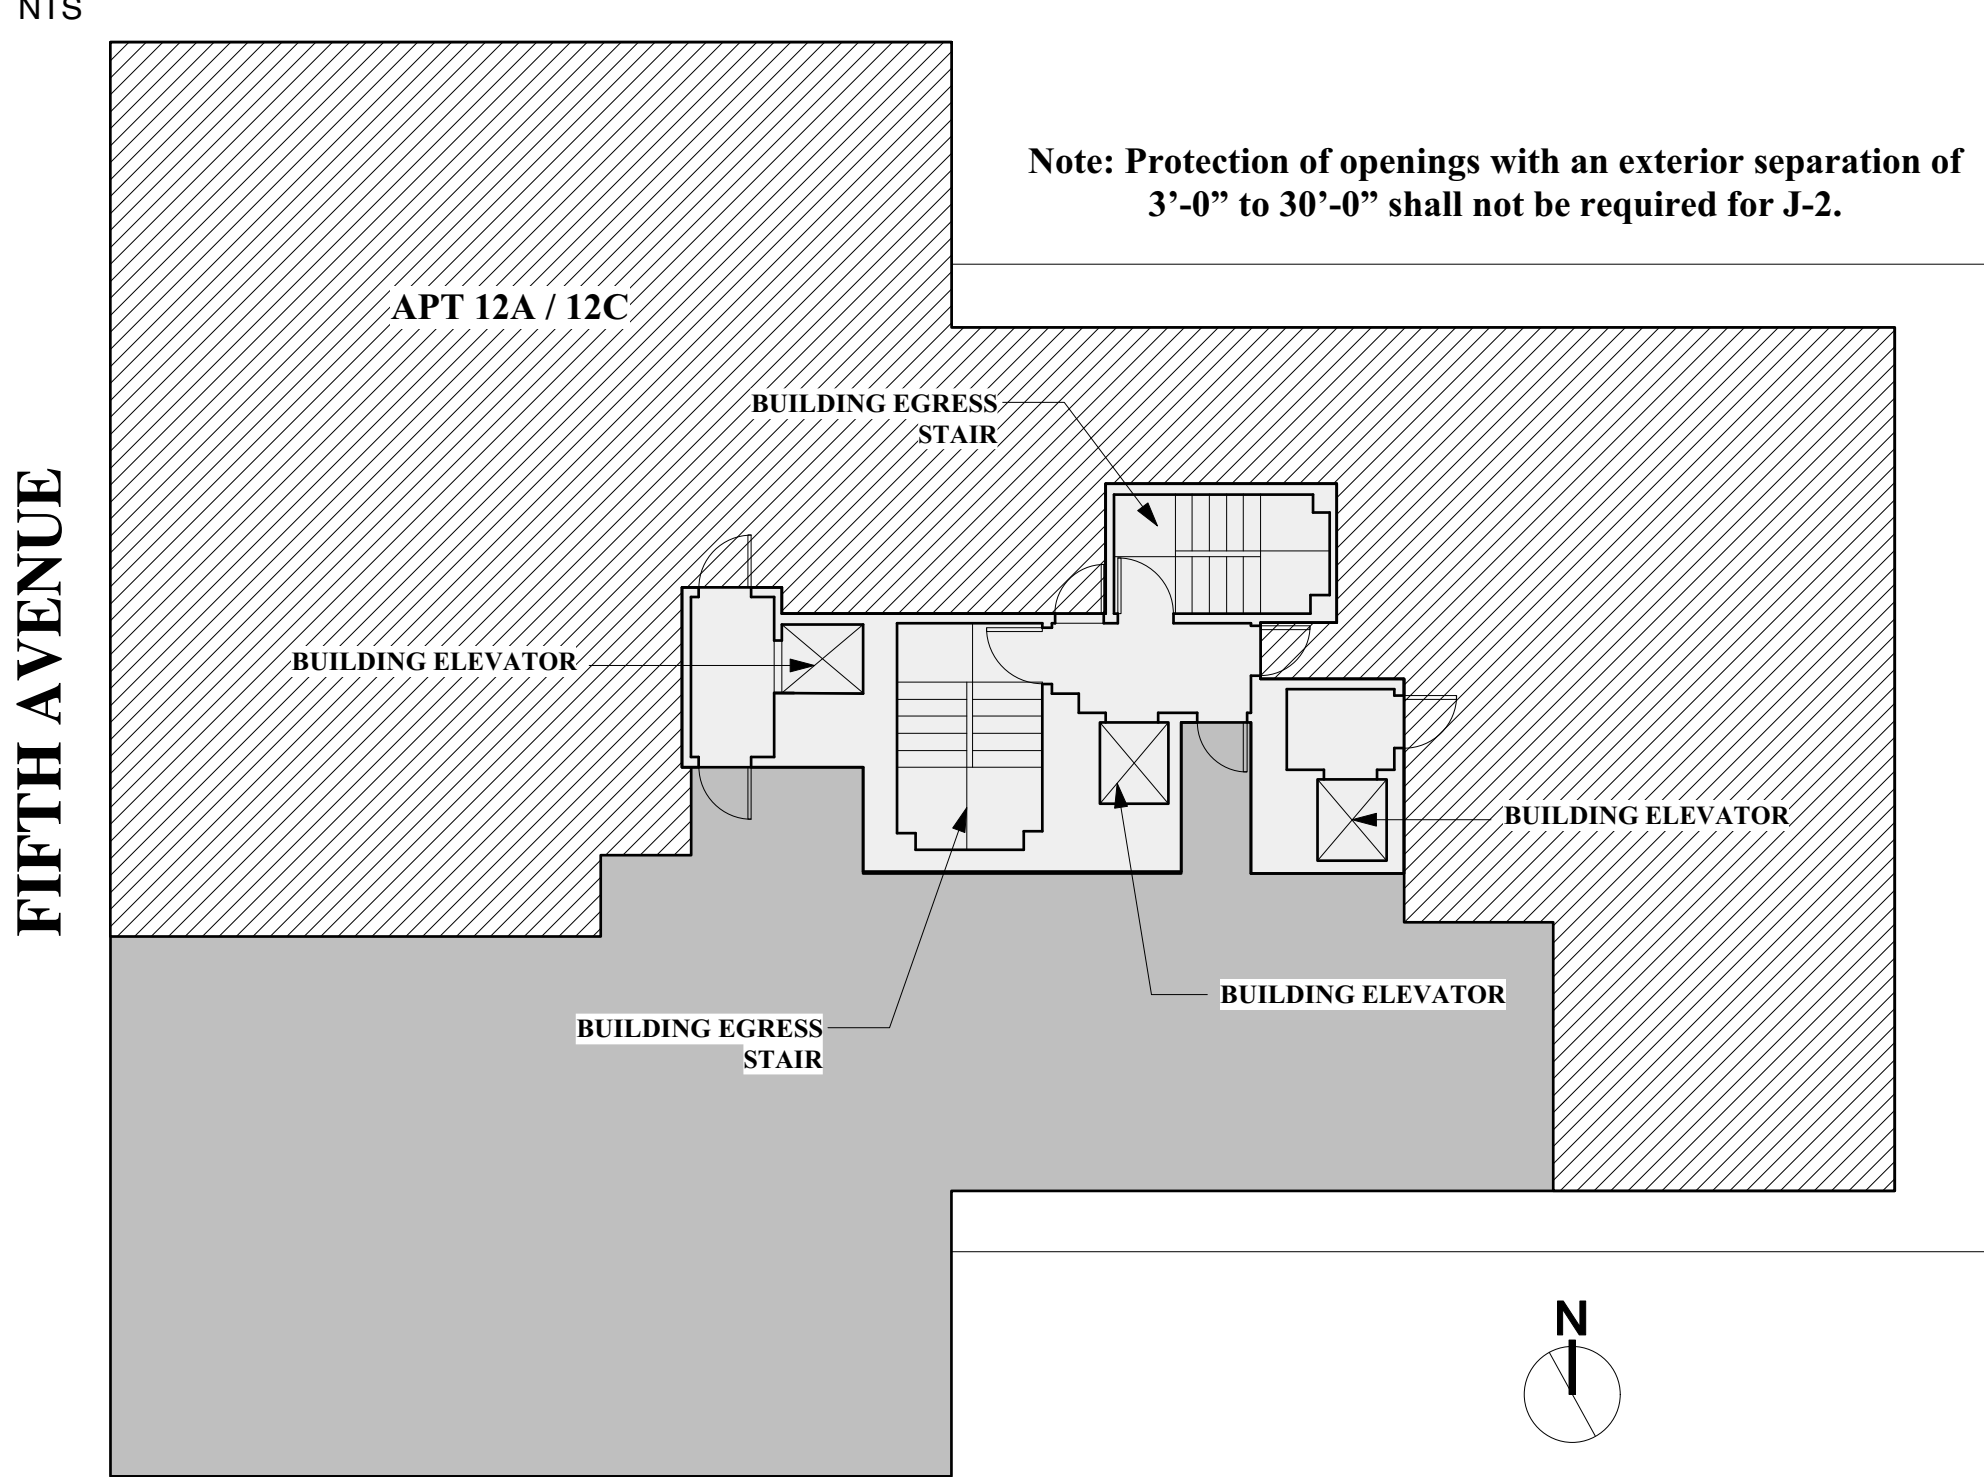 NTS
Note: Protection of openings with an exterior separation of
3’-0” to 30’-0” shall not be required for J-2.
APT 12A / 12C
BUILDING EGRESS
STAIR
FIFTH AVENUE
BUILDING ELEVATOR
BUILDING ELEVATOR
BUILDING ELEVATOR
BUILDING EGRESS
STAIR
N